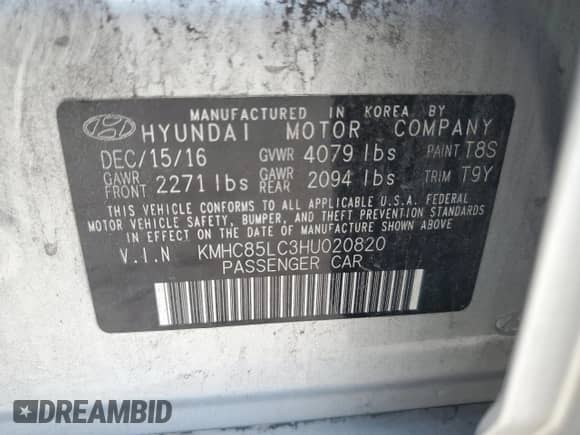 MANUFACTURED IN KOREA BY
HYUNDAI MOTOR COMPANY
DEC/15/16 GVWR 4079 lbs PAINT T8S
GAWR FRONT 2271 lbs GAWR REAR 2094 lbs TRIM T9Y
THIS VEHICLE CONFORMS TO ALL APPLICABLE U.S.A. FEDERAL
MOTOR VEHICLE SAFETY, BUMPER, AND THEFT PREVENTION STANDARDS
IN EFFECT ON THE DATE OF MANUFACTURE SHOWN ABOVE
V.I.N KMHC85LC3HU020820
PASSENGER CAR
DREAMBID